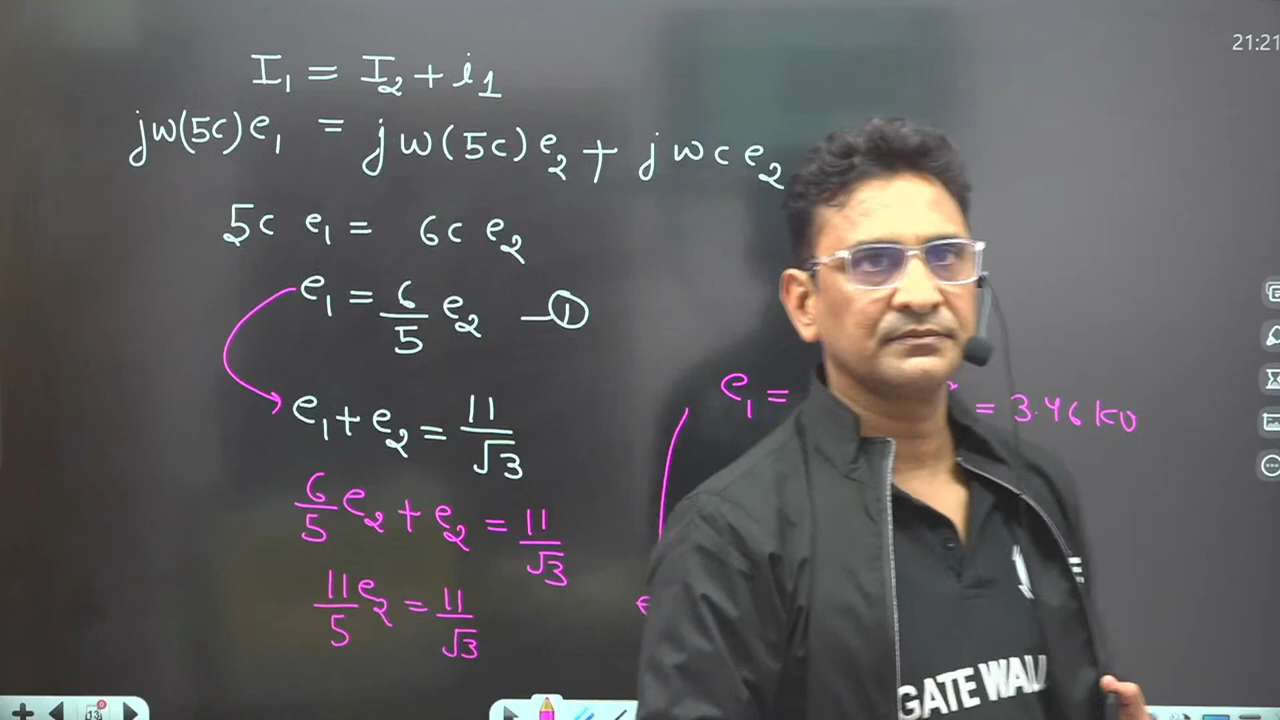 21:21
I₁ = I₂ + i₁
jw(5c)e₁ = jw(5c)e₂ + jwce₂
5c e₁ = 6c e₂
e₁ = 6/5 e₂ —①
e₁ + e₂ = 11/√3
6/5 e₂ + e₂ = 11/√3
11/5 e₂ = 11/√3
e₁ =
= 3.46 kv
GATE WALL